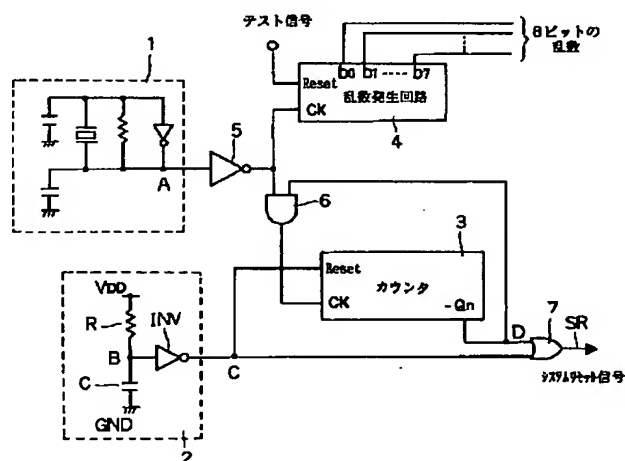 テスト信号
8ビットの
乱数
1
D0 D1 ---- D7
Reset
乱数発生回路
CK
4
5
A
6
3
Reset
カウンタ
CK
-Qn
VDD
R
INV
B
C
C
GND
2
D
7
SR
システムリセット信号